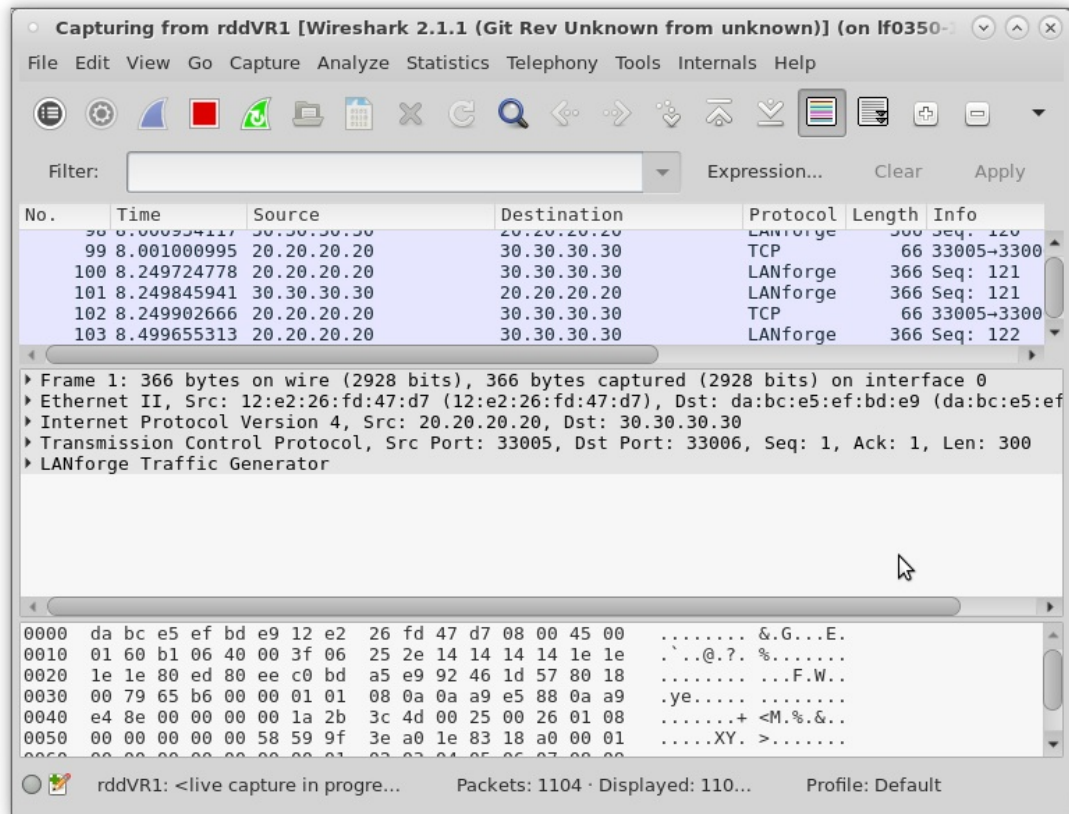 Capturing from rddVR1 [Wireshark 2.1.1 (Git Rev Unknown from unknown)] (on lf0350-
File Edit View Go Capture Analyze Statistics Telephony Tools Internals Help
Filter: Expression... Clear Apply
No. Time Source Destination Protocol Length Info
98 8.000954117 30.30.30.30 20.20.20.20 LANforge 366 Seq: 120
99 8.001000995 20.20.20.20 30.30.30.30 TCP 66 33005→3300
100 8.249724778 20.20.20.20 30.30.30.30 LANforge 366 Seq: 121
101 8.249845941 30.30.30.30 20.20.20.20 LANforge 366 Seq: 121
102 8.249902666 20.20.20.20 30.30.30.30 TCP 66 33005→3300
103 8.499655313 20.20.20.20 30.30.30.30 LANforge 366 Seq: 122
Frame 1: 366 bytes on wire (2928 bits), 366 bytes captured (2928 bits) on interface 0
Ethernet II, Src: 12:e2:26:fd:47:d7 (12:e2:26:fd:47:d7), Dst: da:bc:e5:ef:bd:e9 (da:bc:e5:ef
Internet Protocol Version 4, Src: 20.20.20.20, Dst: 30.30.30.30
Transmission Control Protocol, Src Port: 33005, Dst Port: 33006, Seq: 1, Ack: 1, Len: 300
LANforge Traffic Generator
0000 da bc e5 ef bd e9 12 e2 26 fd 47 d7 08 00 45 00 ........ &.G...E.
0010 01 60 b1 06 40 00 3f 06 25 2e 14 14 14 14 1e 1e .`..@.?. %.......
0020 1e 1e 80 ed 80 ee c0 bd a5 e9 92 46 1d 57 80 18 ........ ...F.W..
0030 00 79 65 b6 00 00 01 01 08 0a 0a a9 e5 88 0a a9 .ye..... ........
0040 e4 8e 00 00 00 00 1a 2b 3c 4d 00 25 00 26 01 08 .......+ <M.%.&..
0050 00 00 00 00 58 59 9f 3e a0 1e 83 18 a0 00 01 .....XY. >.......
rddVR1: <live capture in progre... Packets: 1104 · Displayed: 110... Profile: Default